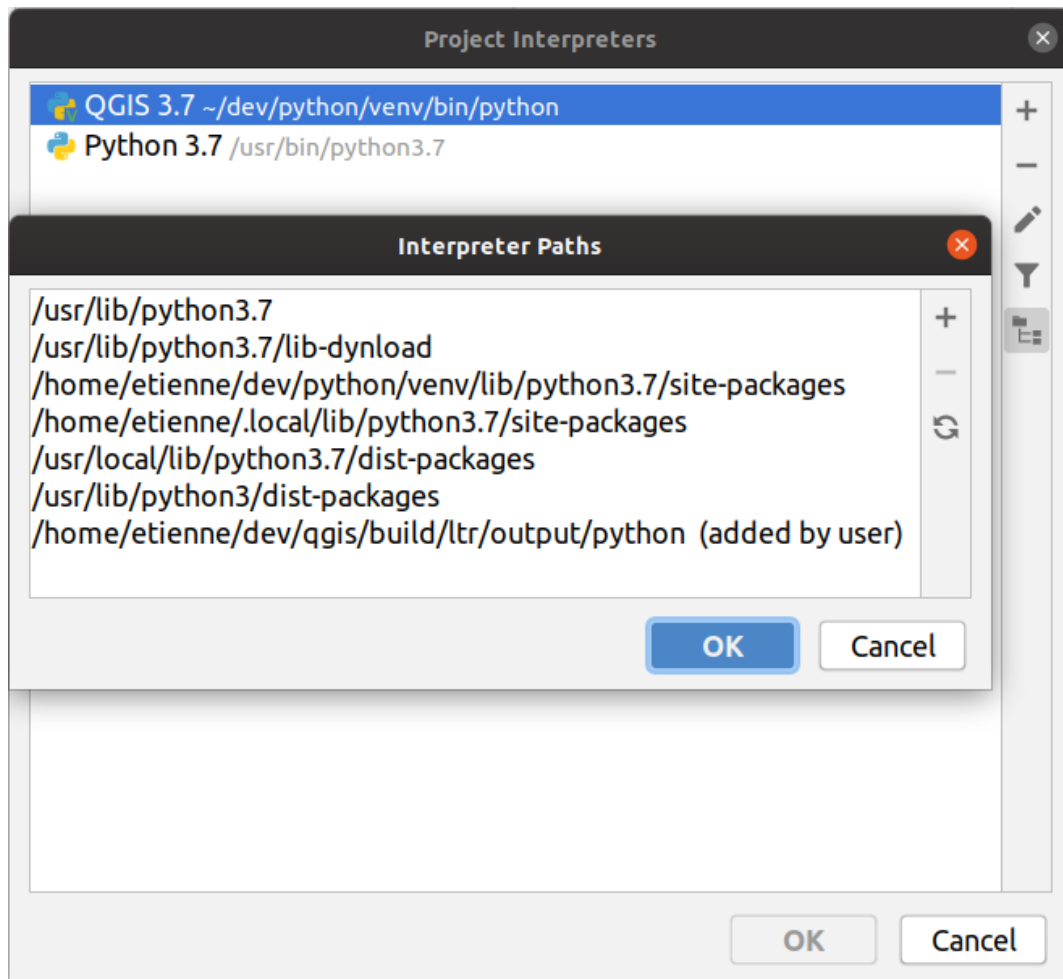 Project Interpreters
QGIS 3.7 ~/dev/python/venv/bin/python
Python 3.7 /usr/bin/python3.7
Interpreter Paths
/usr/lib/python3.7
/usr/lib/python3.7/lib-dynload
/home/etienne/dev/python/venv/lib/python3.7/site-packages
/home/etienne/.local/lib/python3.7/site-packages
/usr/local/lib/python3.7/dist-packages
/usr/lib/python3/dist-packages
/home/etienne/dev/qgis/build/ltr/output/python (added by user)
OK Cancel
OK Cancel